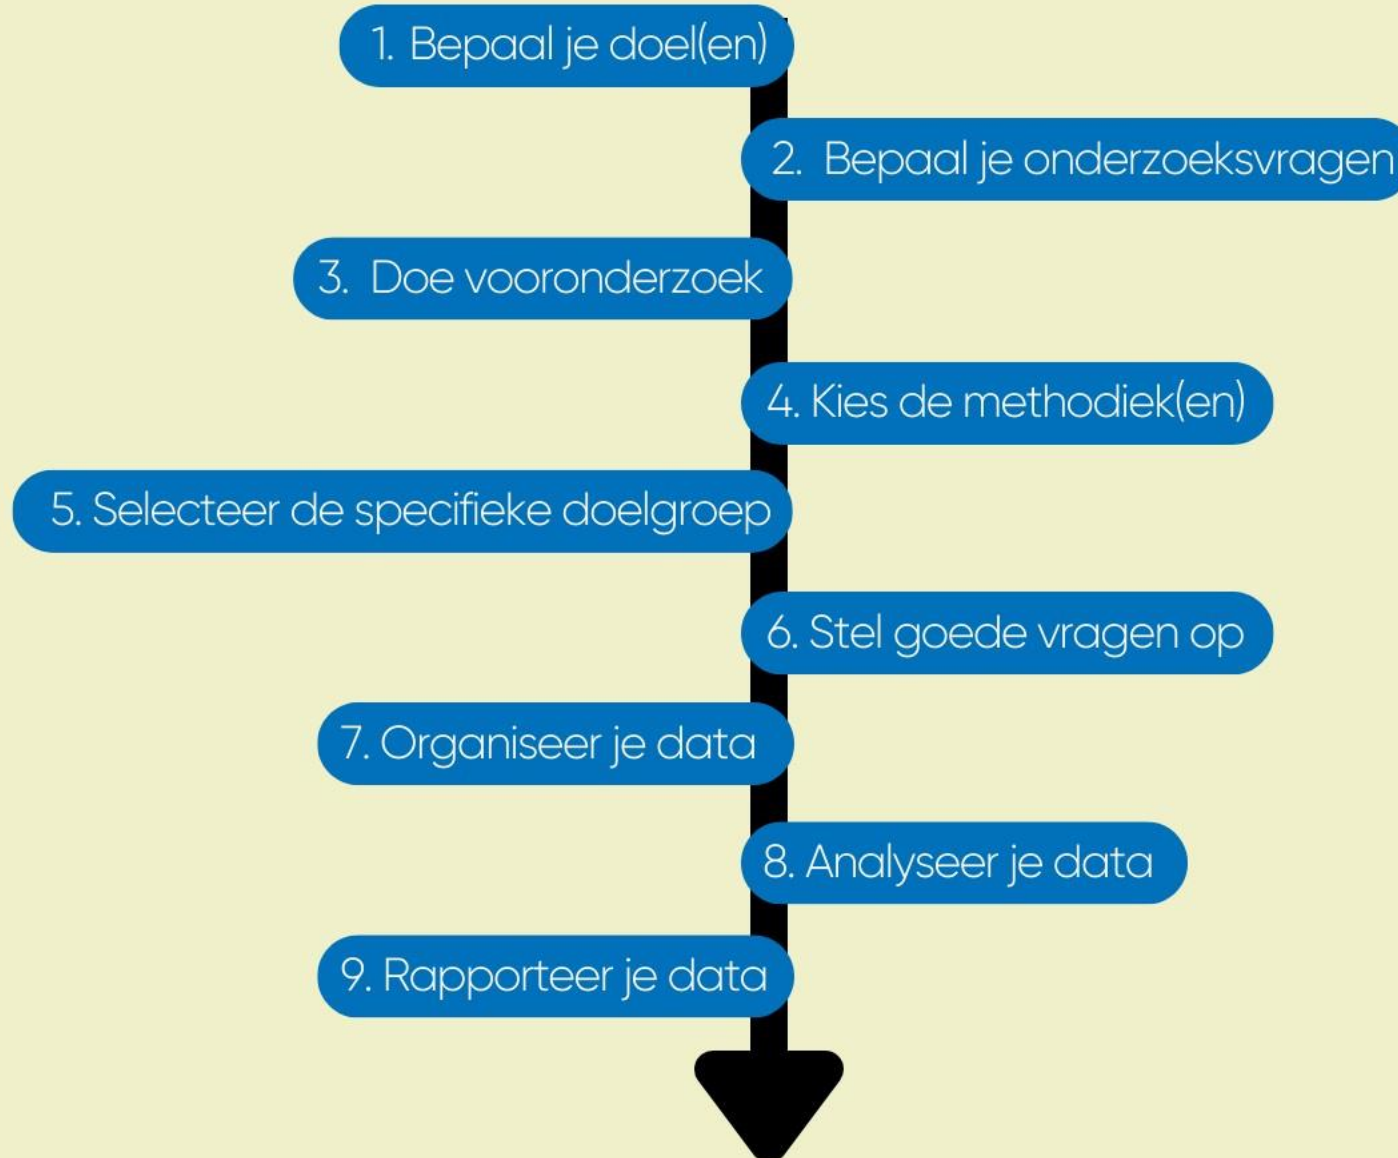 1. Bepaal je doel(en)
2. Bepaal je onderzoeksvragen
3. Doe vooronderzoek
4. Kies de methodiek(en)
5. Selecteer de specifieke doelgroep
6. Stel goede vragen op
7. Organiseer je data
8. Analyseer je data
9. Rapporteer je data